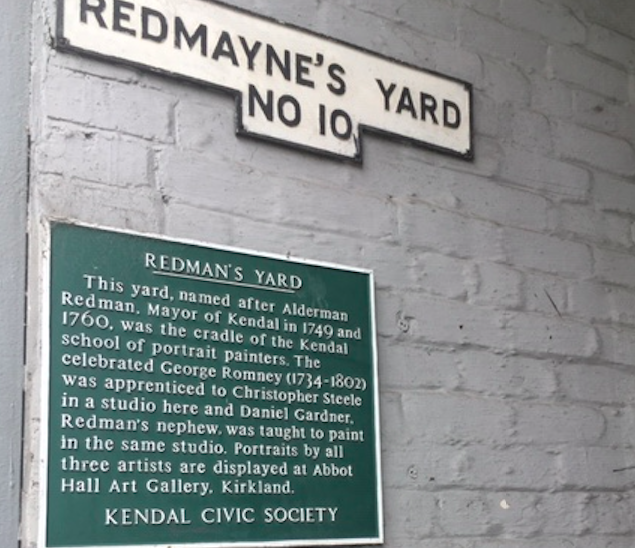 REDMAYNE'S YARD
NO 10
REDMAN'S YARD
This yard, named after Alderman
Redman, Mayor of Kendal in 1749 and
1760, was the cradle of the Kendal
school of portrait painters. The
celebrated George Romney (1734-1802)
was apprenticed to Christopher Steele
in a studio here and Daniel Gardner,
Redman's nephew, was taught to paint
in the same studio. Portraits by all
three artists are displayed at Abbot
Hall Art Gallery, Kirkland.
KENDAL CIVIC SOCIETY